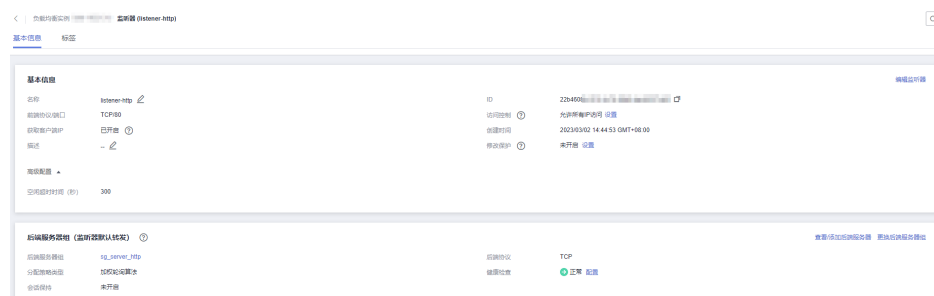 负载均衡实例 监听器 (listener-http)
基本信息 标签
基本信息 编辑监听器
名称 listener-http ID 22b460
前端协议/端口 TCP/80 访问控制 允许所有IP访问 设置
获取客户端IP 已开启 创建时间 2023/03/02 14:44:53 GMT+08:00
描述 -- 修改保护 未开启 设置
高级配置
空闲超时时间（秒） 300
后端服务器组（监听器默认转发） 查看/添加后端服务器 更换后端服务器组
后端服务器组 sg_server_http 后端协议 TCP
分配策略类型 加权轮询算法 健康检查 正常 配置
会话保持 未开启